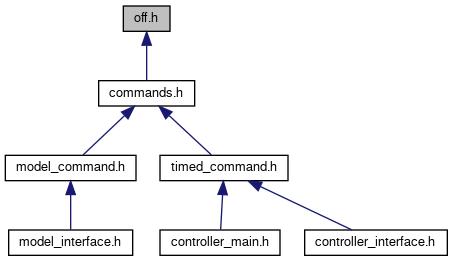 off.h
commands.h
model_command.h
timed_command.h
model_interface.h
controller_main.h
controller_interface.h